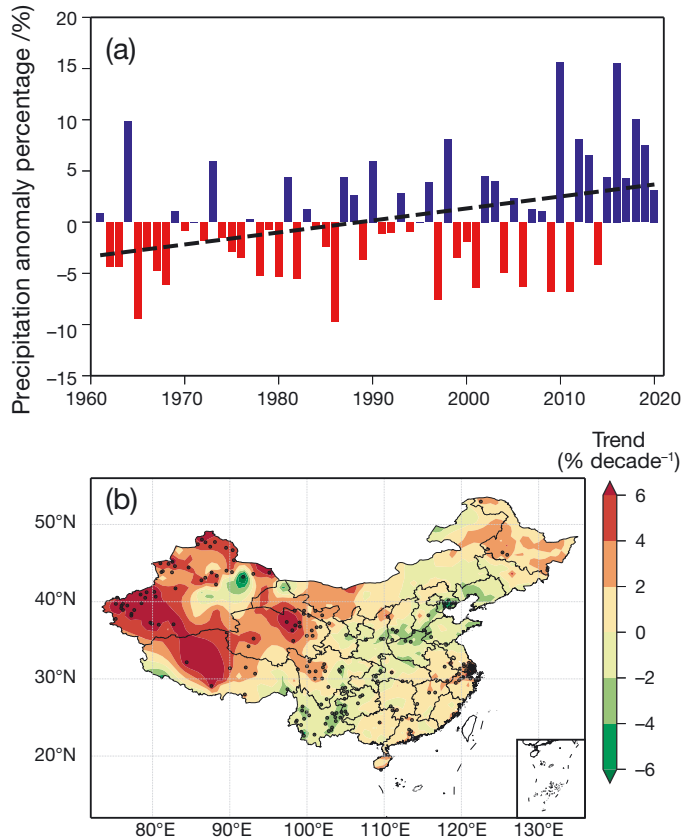 Precipitation anomaly percentage /%)
(a)
20
15
10
5
0
−5
−10
−15
1960 1970 1980 1990 2000 2010 2020
Trend
(% decade⁻¹)
(b)
50°N
40°N
30°N
20°N
80°E 90°E 100°E 110°E 120°E 130°E
6
4
2
0
−2
−4
−6